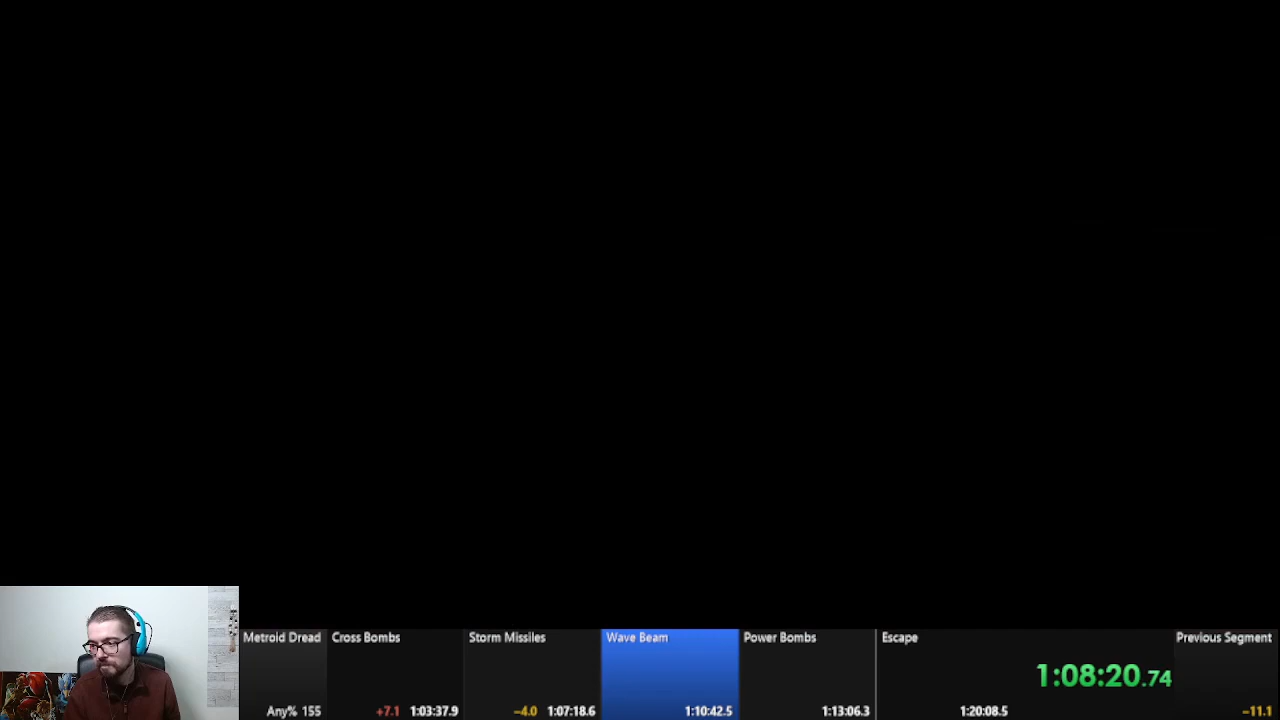 Metroid Dread
Any% 155
Cross Bombs
+7.1 1:03:37.9
Storm Missiles
−4.0 1:07:18.6
Wave Beam
1:10:42.5
Power Bombs
1:13:06.3
Escape
1:20:08.5
1:08:20.74
Previous Segment
−11.1